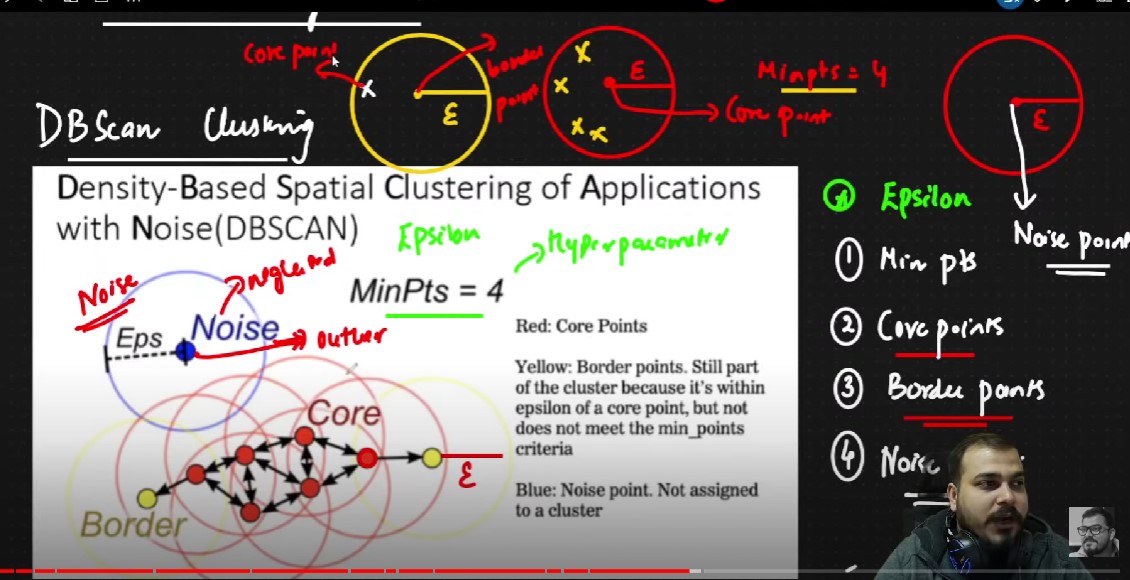 Core point
border
point
ε
ε
Core point
Minpts = 4
ε
Noise point
DBScan Clusking
Density-Based Spatial Clustering of Applications
with Noise(DBSCAN)
Epsilon
Hyperparameter
MinPts = 4
Noise
neglected
Noise
outlier
Eps
Core
Border
ε
Red: Core Points
Yellow: Border points. Still part
of the cluster because it's within
epsilon of a core point, but not
does not meet the min_points
criteria
Blue: Noise point. Not assigned
to a cluster
Epsilon
1 Min pts
2 Core points
3 Border points
4 Noise